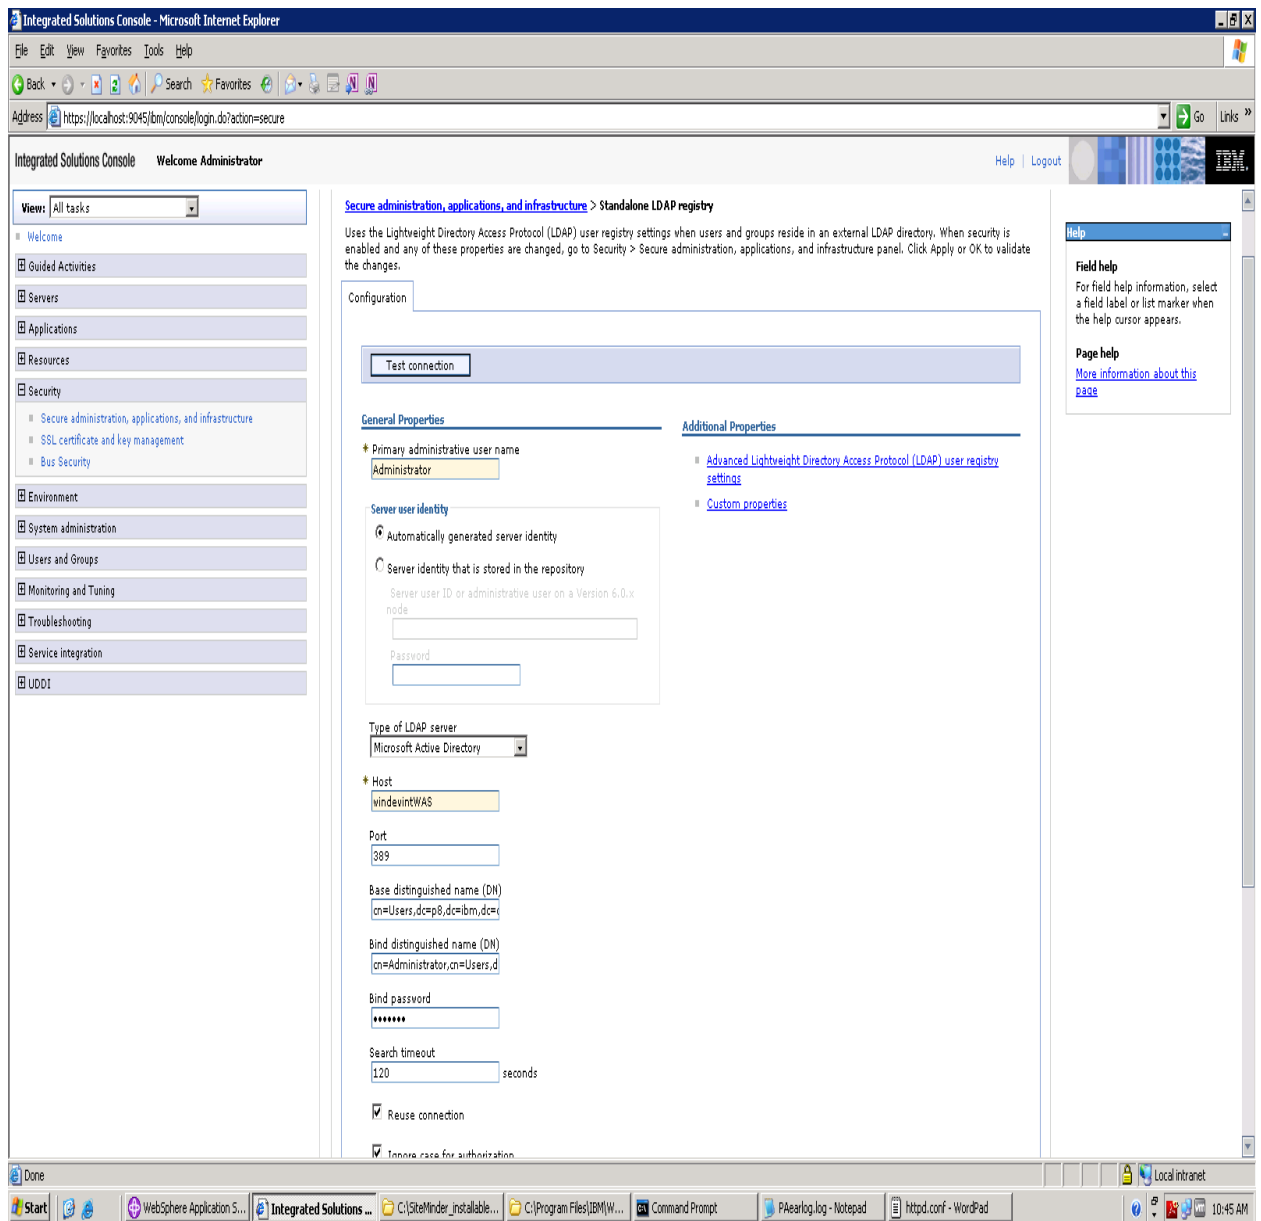 Integrated Solutions Console - Microsoft Internet Explorer
File Edit View Favorites Tools Help
Back Search Favorites
Address https://localhost:9045/ibm/console/login.do?action=secure Go Links »
Integrated Solutions Console Welcome Administrator Help | Logout IBM.
View: All tasks
Welcome
Guided Activities
Servers
Applications
Resources
Security
Secure administration, applications, and infrastructure
SSL certificate and key management
Bus Security
Environment
System administration
Users and Groups
Monitoring and Tuning
Troubleshooting
Service integration
UDDI
Secure administration, applications, and infrastructure > Standalone LDAP registry
Uses the Lightweight Directory Access Protocol (LDAP) user registry settings when users and groups reside in an external LDAP directory. When security is
enabled and any of these properties are changed, go to Security > Secure administration, applications, and infrastructure panel. Click Apply or OK to validate
the changes.
Configuration
Test connection
General Properties
* Primary administrative user name
Administrator
Server user identity
Automatically generated server identity
Server identity that is stored in the repository
Server user ID or administrative user on a Version 6.0.x
node
Password
Type of LDAP server
Microsoft Active Directory
* Host
windevintWAS
Port
389
Base distinguished name (DN)
cn=Users,dc=p8,dc=ibm,dc=c
Bind distinguished name (DN)
cn=Administrator,cn=Users,d
Bind password
•••••••
Search timeout
120 seconds
Reuse connection
Ignore case for authorization
Additional Properties
Advanced Lightweight Directory Access Protocol (LDAP) user registry
settings
Custom properties
Help
Field help
For field help information, select
a field label or list marker when
the help cursor appears.
Page help
More information about this
page
Done Local intranet
Start WebSphere Application S... Integrated Solutions ... C:\SiteMinder_installable... C:\Program Files\IBM\W... Command Prompt PAearlog.log - Notepad httpd.conf - WordPad 10:45 AM